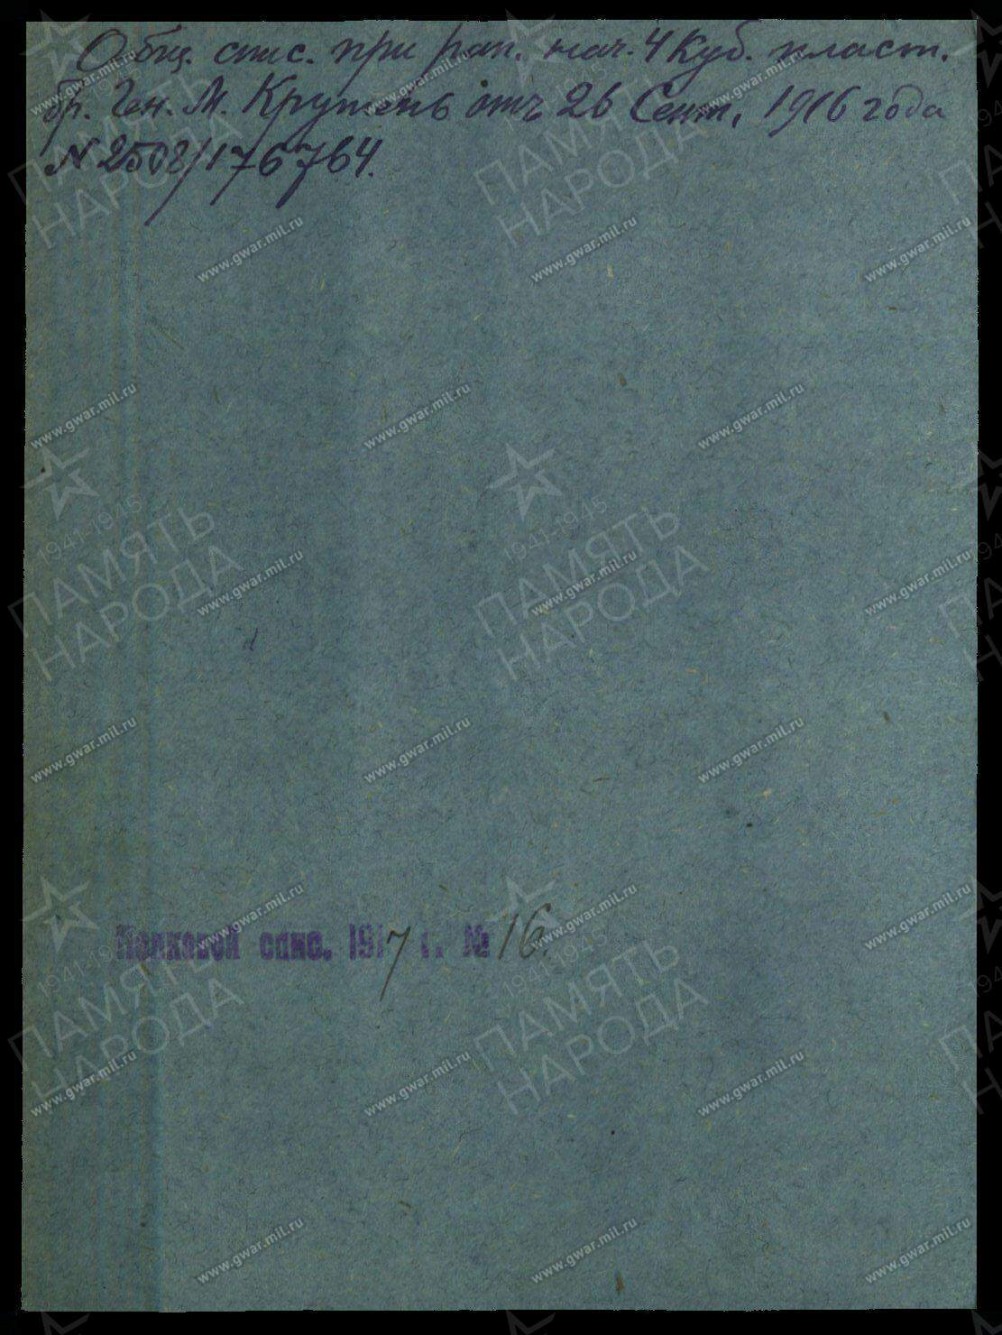 Общ. спис. при рап. нач. 4 Куб. пласт.
бр. Ген. М. Крутень отъ 26 Сент. 1916 года
№ 2508/176764.
Полковой спис. 1917 г. № 16.